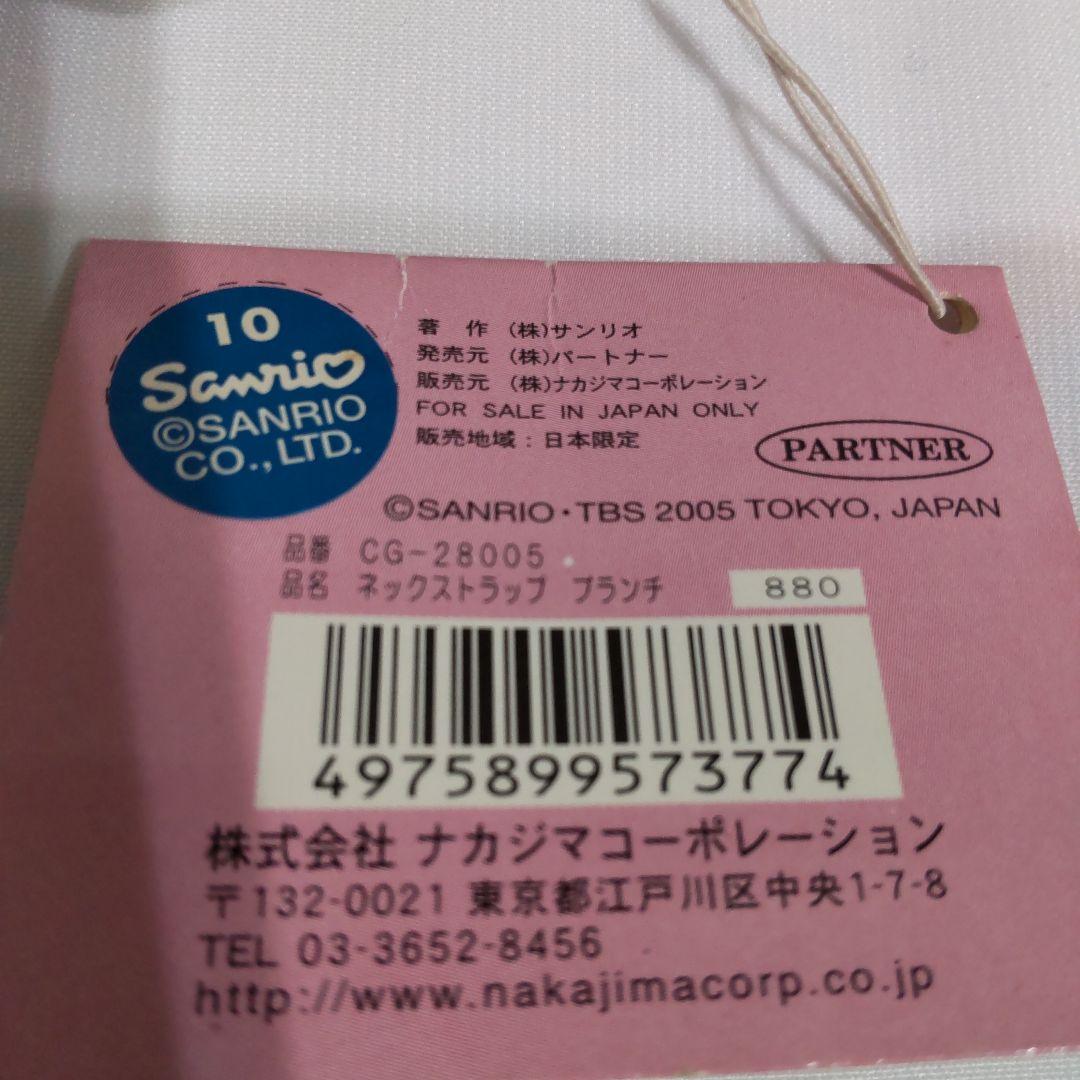 10
Sanrio
©SANRIO
CO., LTD.
著 作 (株)サンリオ
発売元 (株)パートナー
販売元 (株)ナカジマコーポレーション
FOR SALE IN JAPAN ONLY
販売地域:日本限定
PARTNER
©SANRIO・TBS 2005 TOKYO, JAPAN
品番 CG-28005
品名 ネックストラップ ブランチ 880
4975899573774
株式会社 ナカジマコーポレーション
〒132-0021 東京都江戸川区中央1-7-8
TEL 03-3652-8456
http://www.nakajimacorp.co.jp